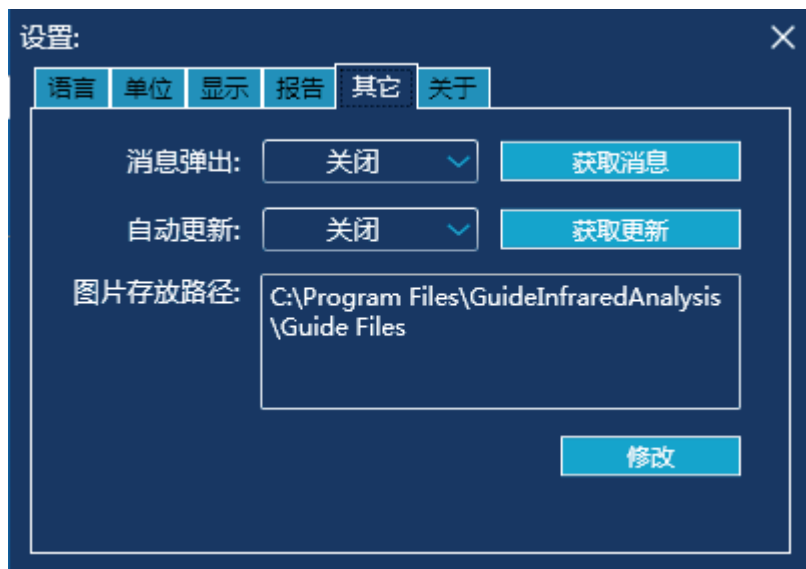 设置:
语言 单位 显示 报告 其它 关于
消息弹出: 关闭 获取消息
自动更新: 关闭 获取更新
图片存放路径: C:\Program Files\GuideInfraredAnalysis
\Guide Files
修改